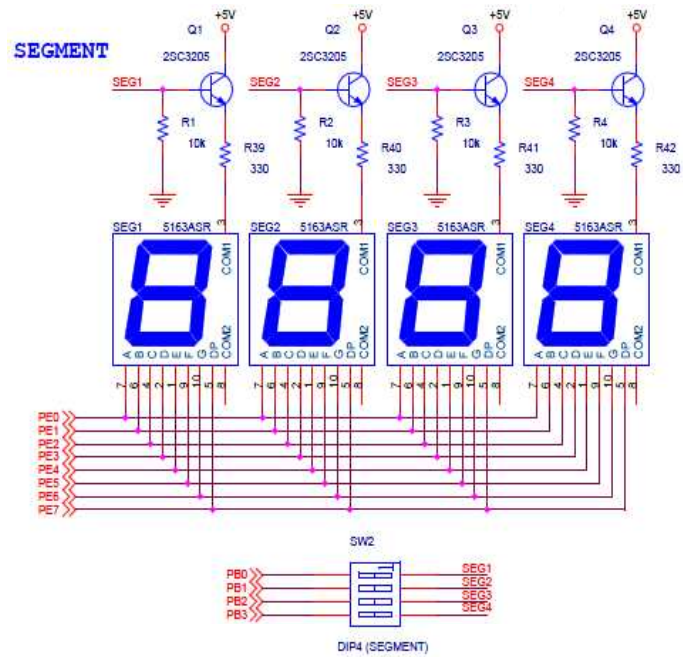 SEGMENT
Q1 +5V Q2 +5V Q3 +5V Q4 +5V
2SC3205 2SC3205 2SC3205 2SC3205
SEG1 SEG2 SEG3 SEG4
R1 R2 R3 R4
10k 10k 10k 10k
R39 R40 R41 R42
330 330 330 330
3 3 3 3
SEG1 5163ASR SEG2 5163ASR SEG3 5163ASR SEG4 5163ASR
COM1 COM1 COM1 COM1
A B C D E F G DP COM2 A B C D E F G DP COM2 A B C D E F G DP COM2 A B C D E F G DP COM2
7 6 4 2 1 9 10 5 8 7 6 4 2 1 9 10 5 8 7 6 4 2 1 9 10 5 8 7 6 4 2 1 9 10 5 8
PE0
PE1
PE2
PE3
PE4
PE5
PE6
PE7
SW2
PB0 SEG1
PB1 SEG2
PB2 SEG3
PB3 SEG4
DIP4 (SEGMENT)